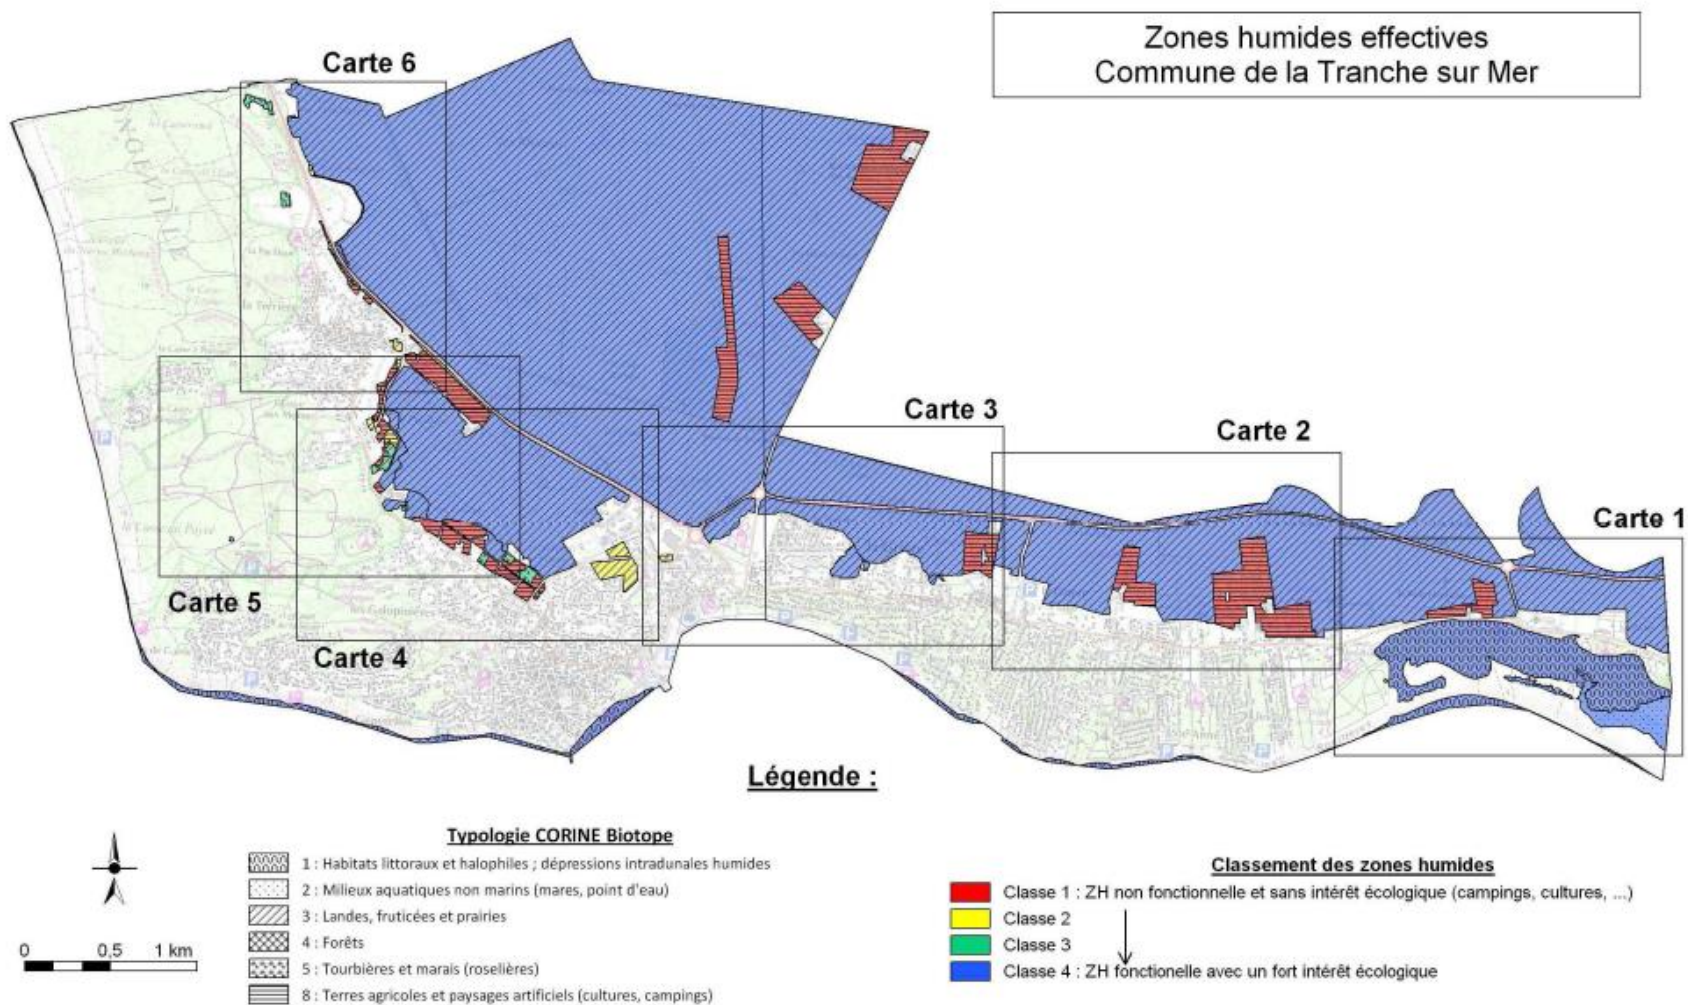 Zones humides effectives
Commune de la Tranche sur Mer
Carte 6
Carte 3
Carte 2
Carte 1
Carte 5
Carte 4
Légende :
Typologie CORINE Biotope
1 : Habitats littoraux et halophiles ; dépressions intradunales humides
2 : Milieux aquatiques non marins (mares, point d'eau)
3 : Landes, fruticées et prairies
4 : Forêts
5 : Tourbières et marais (roselières)
8 : Terres agricoles et paysages artificiels (cultures, campings)
0 0,5 1 km
Classement des zones humides
Classe 1 : ZH non fonctionnelle et sans intérêt écologique (campings, cultures, ...)
Classe 2
Classe 3
Classe 4 : ZH fonctionelle avec un fort intérêt écologique